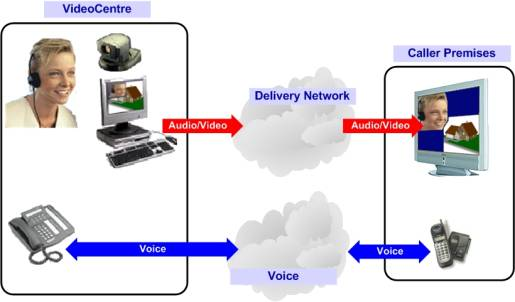 VideoCentre
Caller Premises
Delivery Network
Audio/Video
Audio/Video
Voice
Voice
Voice